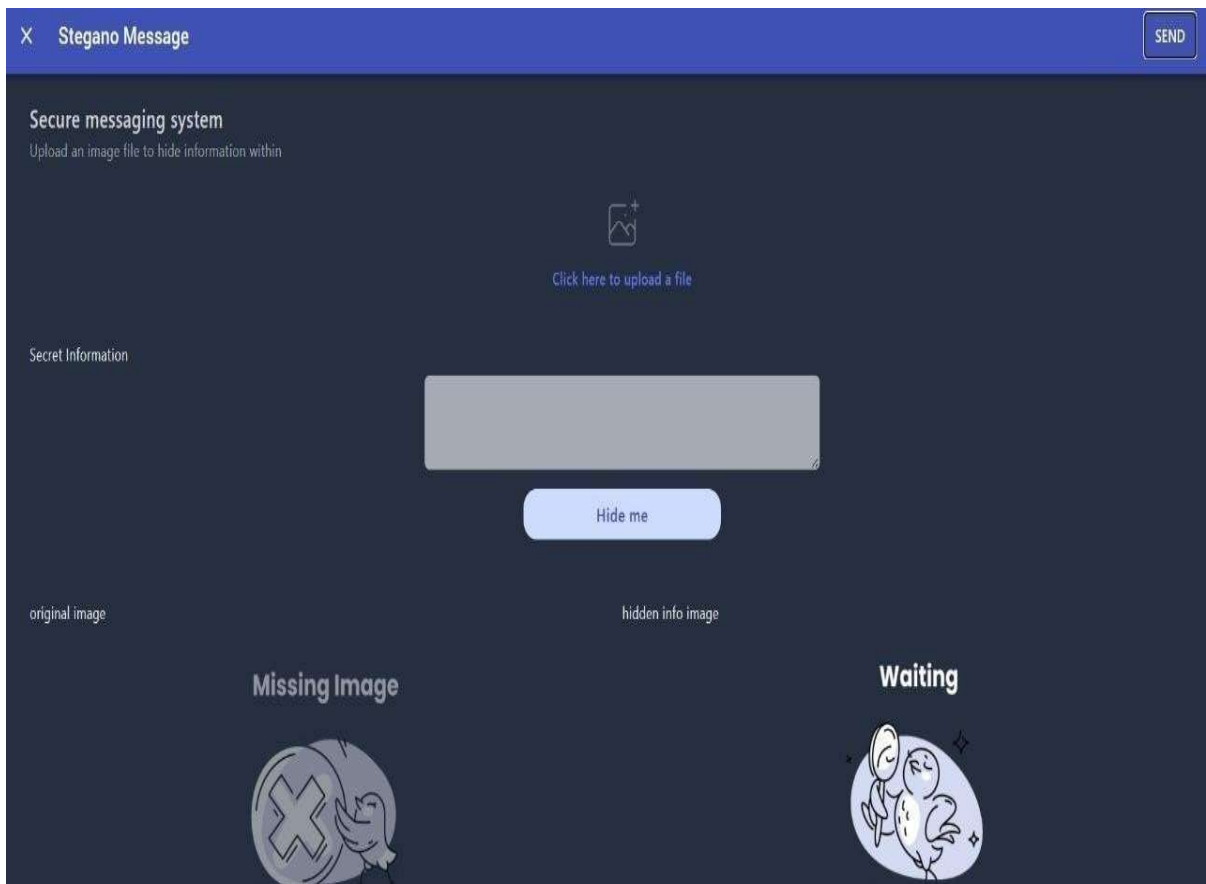 X Stegano Message SEND
Secure messaging system
Upload an image file to hide information within
Click here to upload a file
Secret Information
Hide me
original image hidden info image
Missing Image Waiting